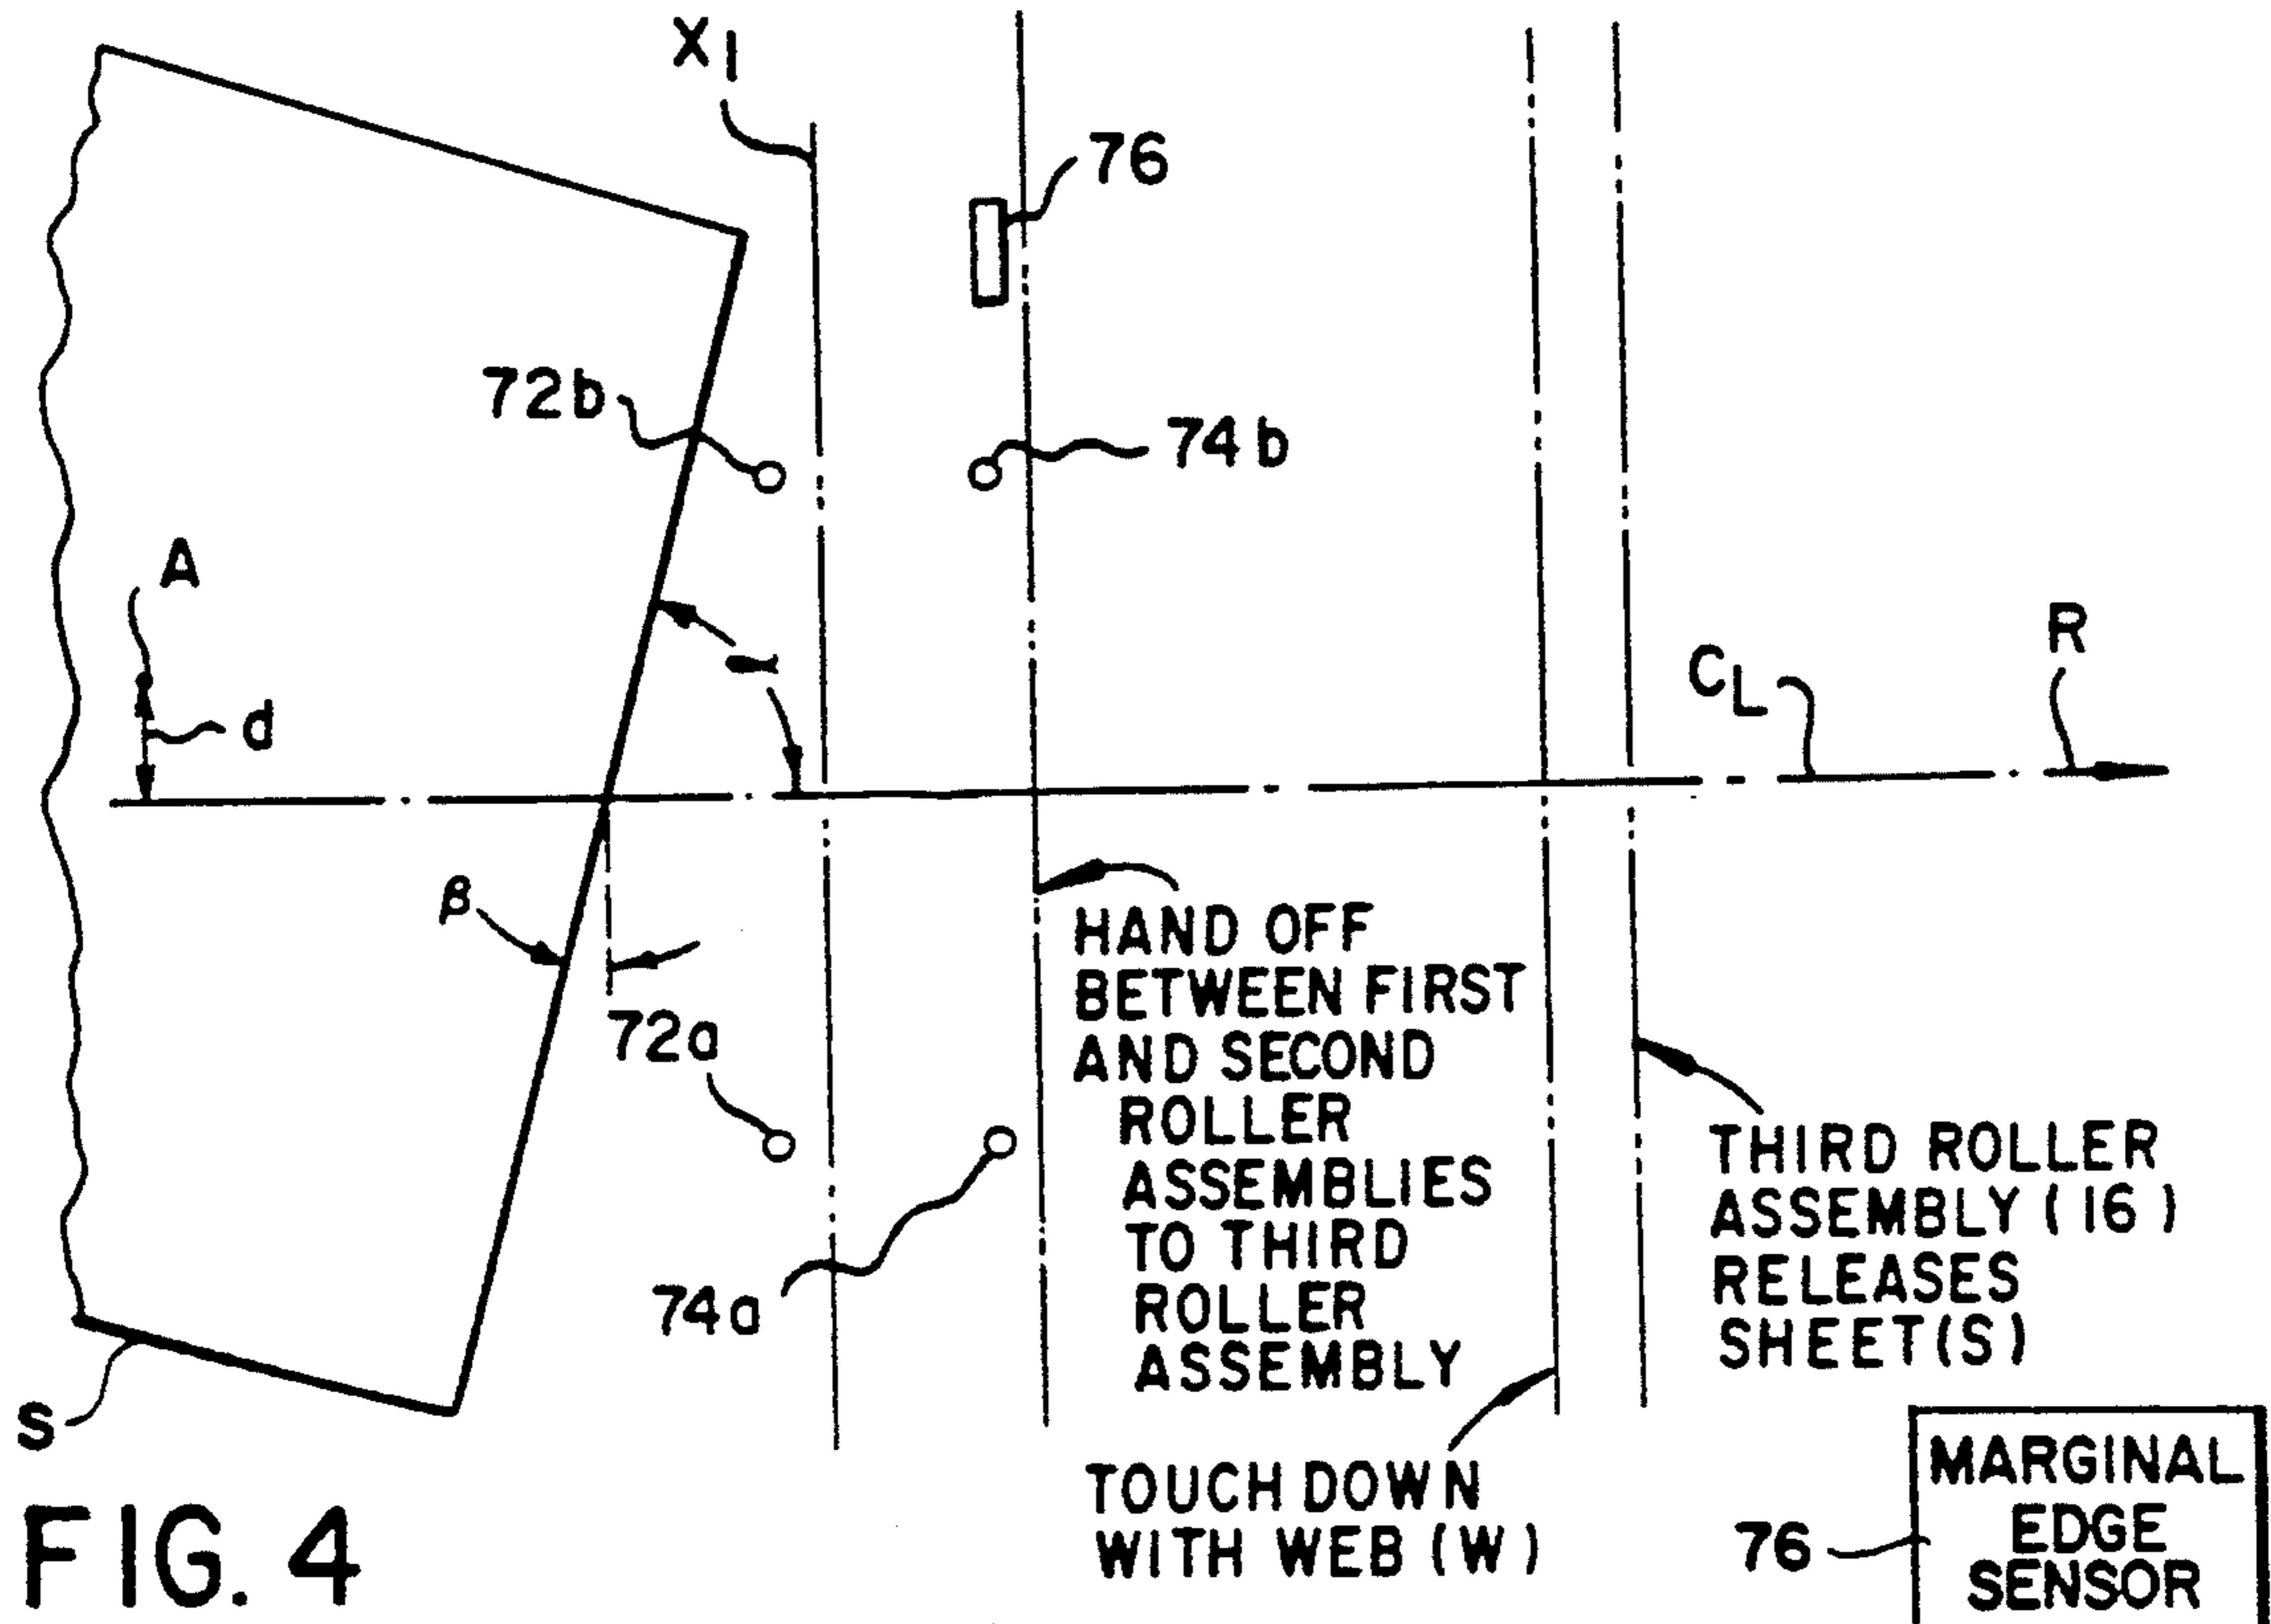 X1
76
72b
74b
A
α
d
CL
R
β
72a
HAND OFF
BETWEEN FIRST
AND SECOND
ROLLER
ASSEMBLIES
TO THIRD
ROLLER
ASSEMBLY
74a
THIRD ROLLER
ASSEMBLY (16)
RELEASES
SHEET(S)
S
TOUCH DOWN
WITH WEB (W)
FIG. 4
76
MARGINAL
EDGE
SENSOR